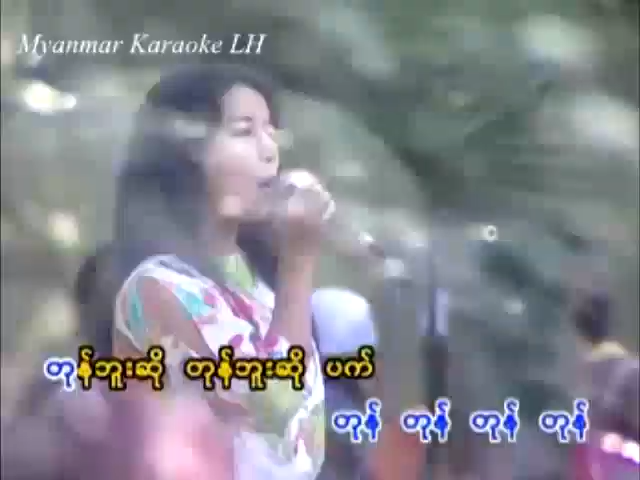 Myanmar Karaoke LH
တုန်ဘူးဆို တုန်ဘူးဆို ပက်
တုန် တုန် တုန် တုန်